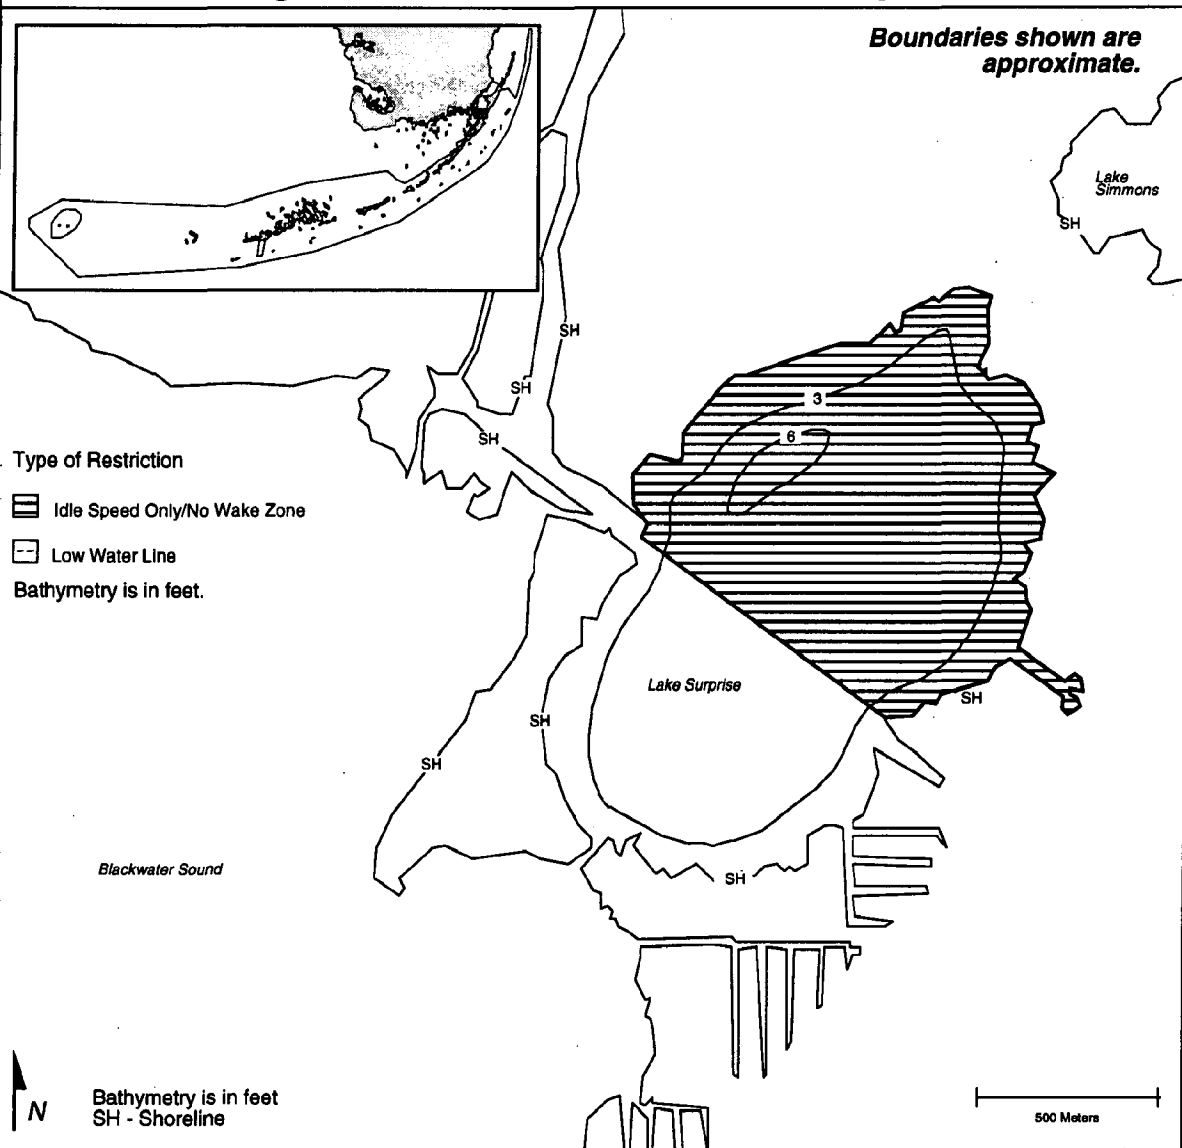 Boundaries shown are
approximate.
Lake
Simmons
SH
SH
SH
SH
3
6
Type of Restriction
Idle Speed Only/No Wake Zone
Low Water Line
Bathymetry is in feet.
Lake Surprise
SH
SH
SH
Blackwater Sound
SH
N
Bathymetry is in feet
SH - Shoreline
500 Meters